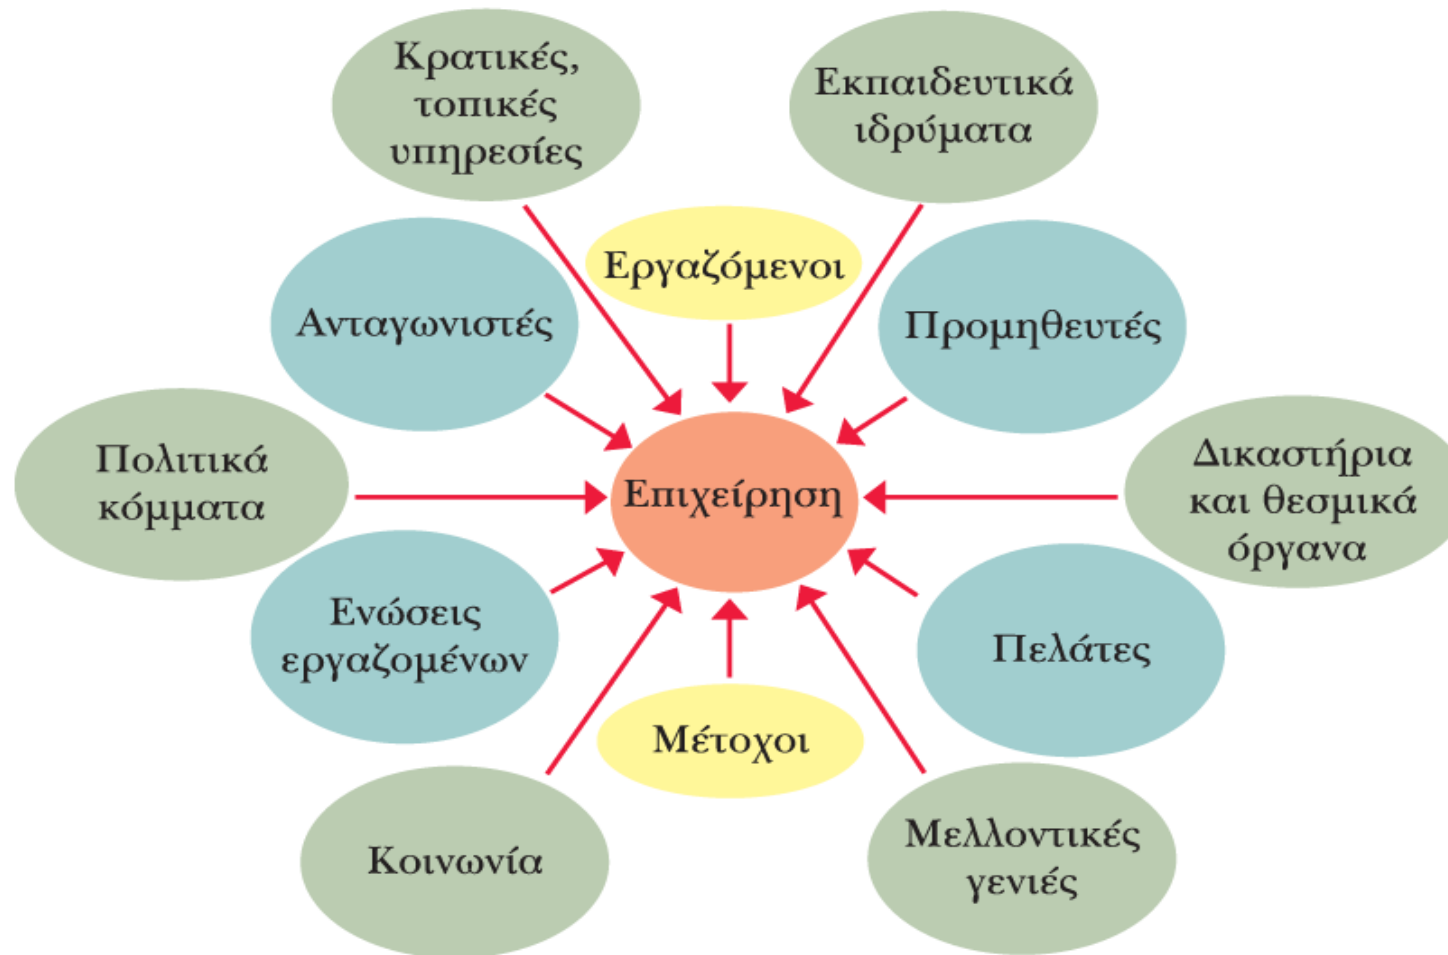 Κρατικές,
τοπικές
υπηρεσίες
Εκπαιδευτικά
ιδρύματα
Εργαζόμενοι
Ανταγωνιστές
Προμηθευτές
Πολιτικά
κόμματα
Επιχείρηση
Δικαστήρια
και θεσμικά
όργανα
Ενώσεις
εργαζομένων
Πελάτες
Μέτοχοι
Κοινωνία
Μελλοντικές
γενιές